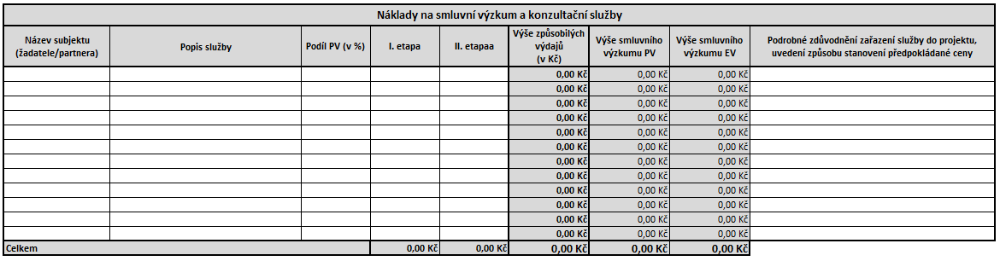 Náklady na smluvní výzkum a konzultační služby
Název subjektu (žadatele/partnera) Popis služby Podíl PV (v %) I. etapa II. etapaa Výše způsobilých výdajů (v Kč) Výše smluvního výzkumu PV Výše smluvního výzkumu EV Podrobné zdůvodnění zařazení služby do projektu, uvedení způsobu stanovení předpokládané ceny
0,00 Kč 0,00 Kč 0,00 Kč
0,00 Kč 0,00 Kč 0,00 Kč
0,00 Kč 0,00 Kč 0,00 Kč
0,00 Kč 0,00 Kč 0,00 Kč
0,00 Kč 0,00 Kč 0,00 Kč
0,00 Kč 0,00 Kč 0,00 Kč
0,00 Kč 0,00 Kč 0,00 Kč
0,00 Kč 0,00 Kč 0,00 Kč
0,00 Kč 0,00 Kč 0,00 Kč
0,00 Kč 0,00 Kč 0,00 Kč
0,00 Kč 0,00 Kč 0,00 Kč
0,00 Kč 0,00 Kč 0,00 Kč
Celkem 0,00 Kč 0,00 Kč 0,00 Kč 0,00 Kč 0,00 Kč